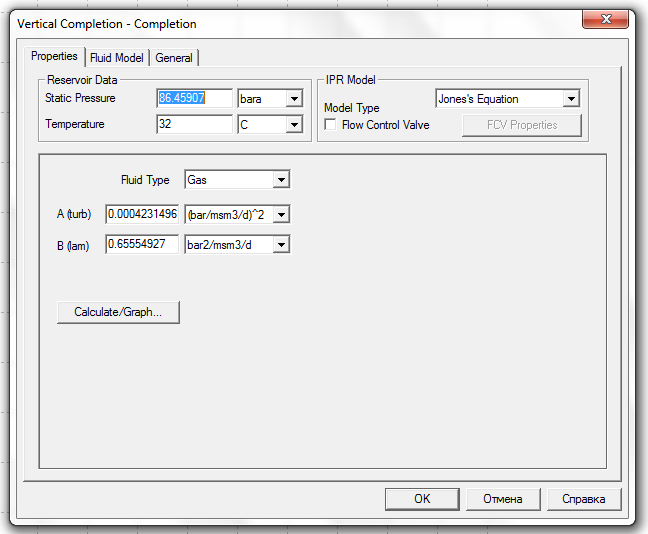 Vertical Completion - Completion
Properties Fluid Model General
Reservoir Data
Static Pressure 86.45907 bara
Temperature 32 C
IPR Model
Jones's Equation
Model Type
Flow Control Valve FCV Properties
Fluid Type Gas
A (turb) 0.0004231496 (bar/msm3/d)^2
B (lam) 0.65554927 bar2/msm3/d
Calculate/Graph...
OK Отмена Справка